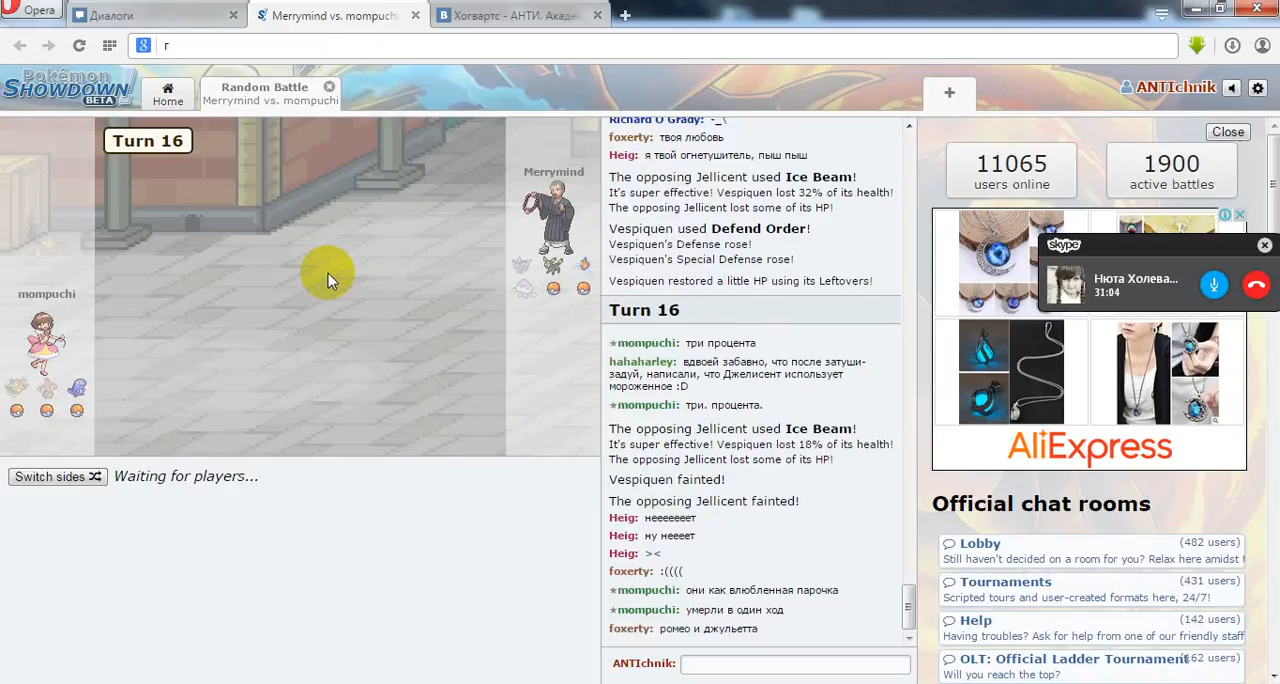 Opera
Диалоги
Merrymind vs. mompuchi
Хогвартс - АНТИ. Акаде
г
Pokémon
SHOWDOWN
BETA
Home
Random Battle
Merrymind vs. mompuchi
ANTIchnik
Turn 16
Merrymind
mompuchi
Switch sides
Waiting for players...
Richard O Grady: -_\
foxerty: твоя любовь
Heig: я твой огнетушитель, пыш пыш
The opposing Jellicent used Ice Beam!
It's super effective! Vespiquen lost 32% of its health!
The opposing Jellicent lost some of its HP!
Vespiquen used Defend Order!
Vespiquen's Defense rose!
Vespiquen's Special Defense rose!
Vespiquen restored a little HP using its Leftovers!
Turn 16
mompuchi: три процента
hahaharley: вдвоей забавно, что после затуши-
задуй, написали, что Джелисент использует
мороженное :D
mompuchi: три. процента.
The opposing Jellicent used Ice Beam!
It's super effective! Vespiquen lost 18% of its health!
The opposing Jellicent lost some of its HP!
Vespiquen fainted!
The opposing Jellicent fainted!
Heig: нееееееет
Heig: ну неееет
Heig: ><
foxerty: :((((
mompuchi: они как влюбленная парочка
mompuchi: умерли в один ход
foxerty: ромео и джульетта
ANTIchnik:
Close
11065
users online
1900
active battles
skype
Нюта Холева...
31:04
AliExpress
Official chat rooms
Lobby
(482 users)
Still haven't decided on a room for you? Relax here amidst t
Tournaments
(431 users)
Scripted tours and user-created formats here, 24/7!
Help
(142 users)
Having troubles? Ask for help from one of our friendly staff
OLT: Official Ladder Tournament
(62 users)
Will you reach the top?